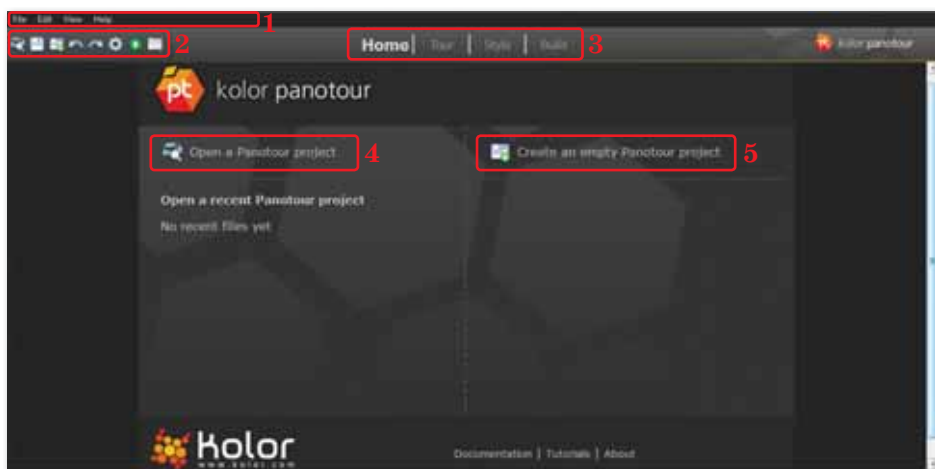 File Edit View Help 1
2 Home | Tour | Style | Build 3 kolor panotour
pt kolor panotour
Open a Panotour project 4 Create an empty Panotour project 5
Open a recent Panotour project
No recent files yet
Kolor
www.kolor.com
Documentation | Tutorials | About